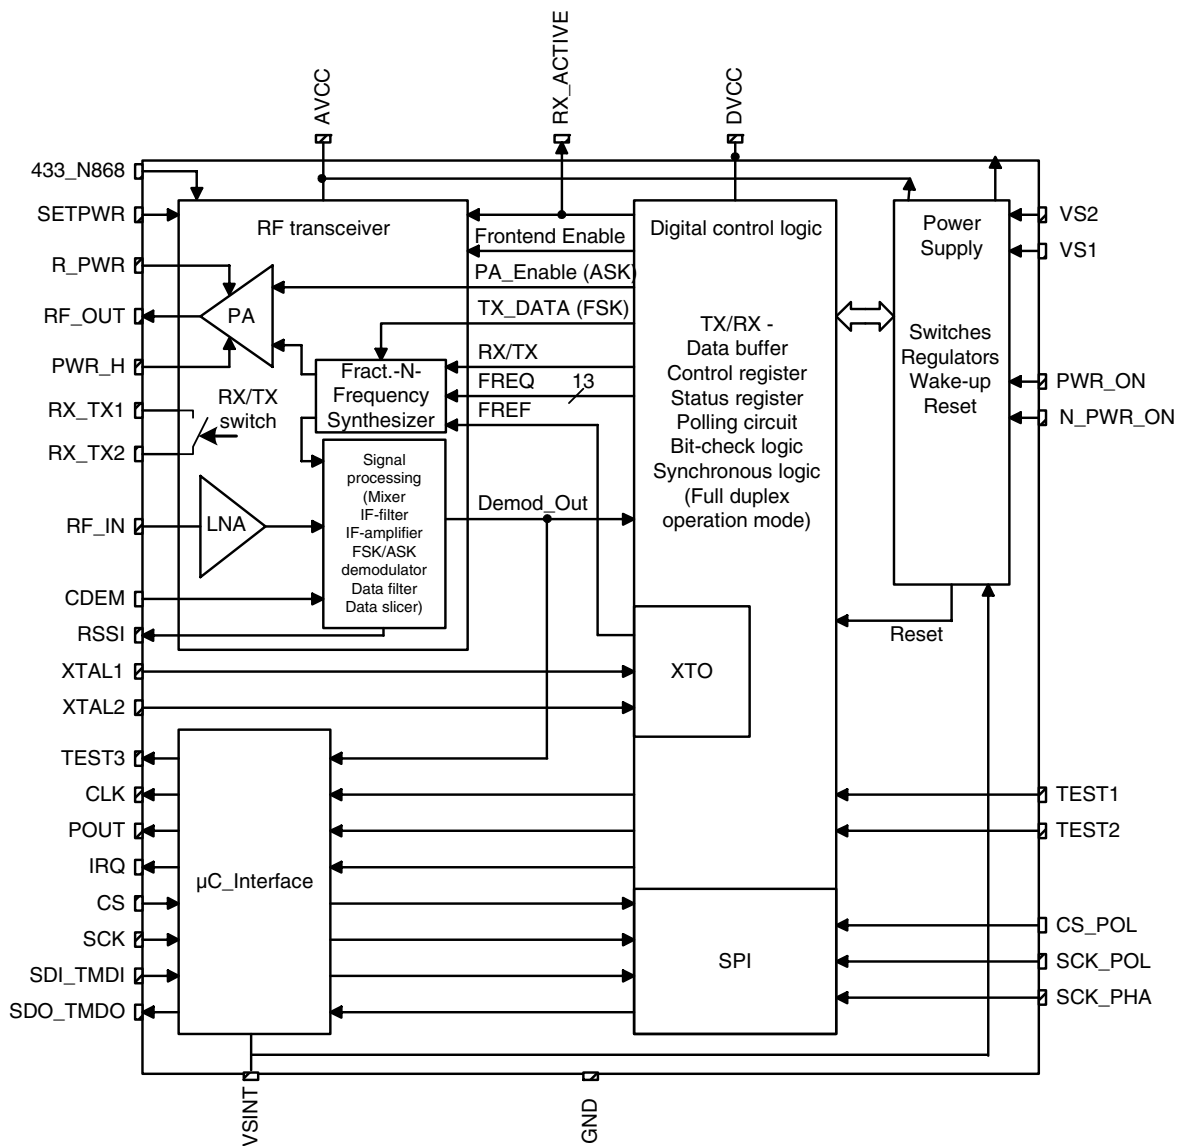 AVCC
RX_ACTIVE
DVCC
433_N868
SETPWR
R_PWR
RF_OUT
PWR_H
RX_TX1
RX_TX2
RF_IN
CDEM
RSSI
XTAL1
XTAL2
TEST3
CLK
POUT
IRQ
CS
SCK
SDI_TMDI
SDO_TMDO
RF transceiver
PA
RX/TX
switch
LNA
Fract.-N-
Frequency
Synthesizer
Signal
processing
(Mixer
IF-filter
IF-amplifier
FSK/ASK
demodulator
Data filter
Data slicer)
Frontend Enable
PA_Enable (ASK)
TX_DATA (FSK)
RX/TX
FREQ
13
FREF
Demod_Out
Digital control logic
TX/RX -
Data buffer
Control register
Status register
Polling circuit
Bit-check logic
Synchronous logic
(Full duplex
operation mode)
XTO
µC_Interface
SPI
Power
Supply
Switches
Regulators
Wake-up
Reset
Reset
VS2
VS1
PWR_ON
N_PWR_ON
TEST1
TEST2
CS_POL
SCK_POL
SCK_PHA
VSINT
GND